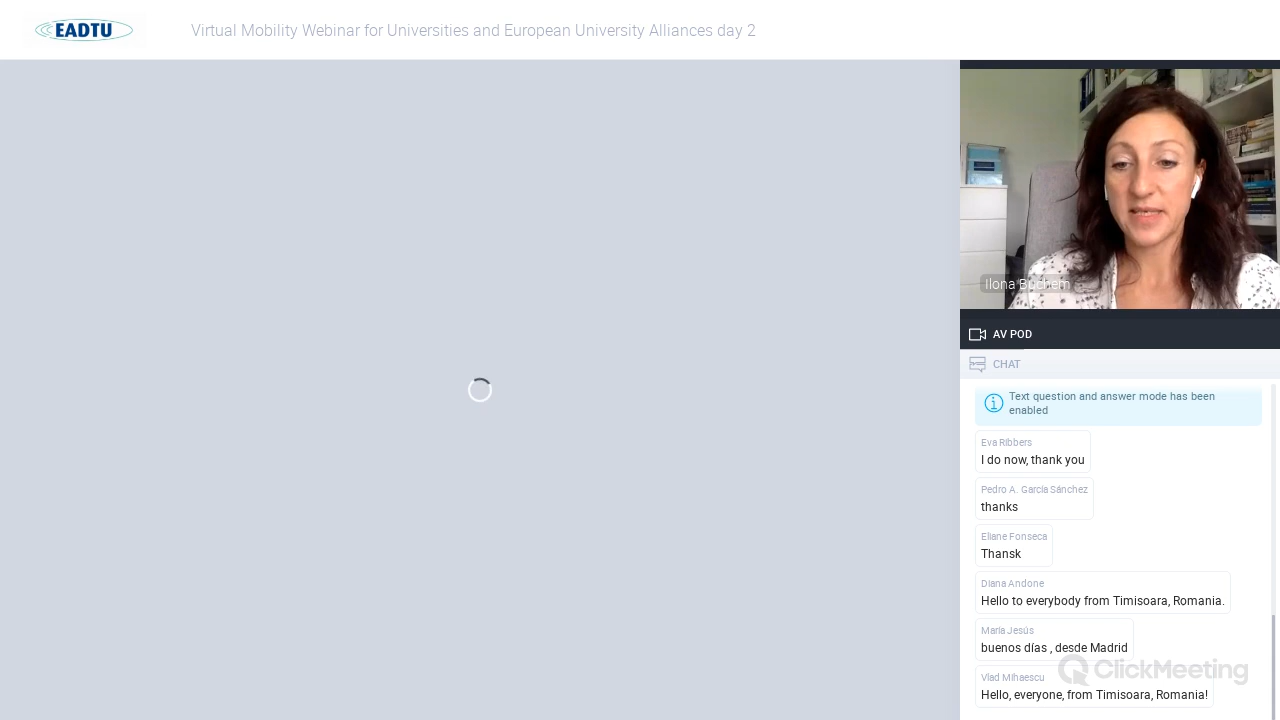 EADTU
Virtual Mobility Webinar for Universities and European University Alliances day 2
Ilona Buchem
AV POD
CHAT
Text question and answer mode has been
enabled
Eva Ribbers
I do now, thank you
Pedro A. García Sánchez
thanks
Eliane Fonseca
Thansk
Diana Andone
Hello to everybody from Timisoara, Romania.
María Jesús
buenos días , desde Madrid
ClickMeeting
Vlad Mihaescu
Hello, everyone, from Timisoara, Romania!